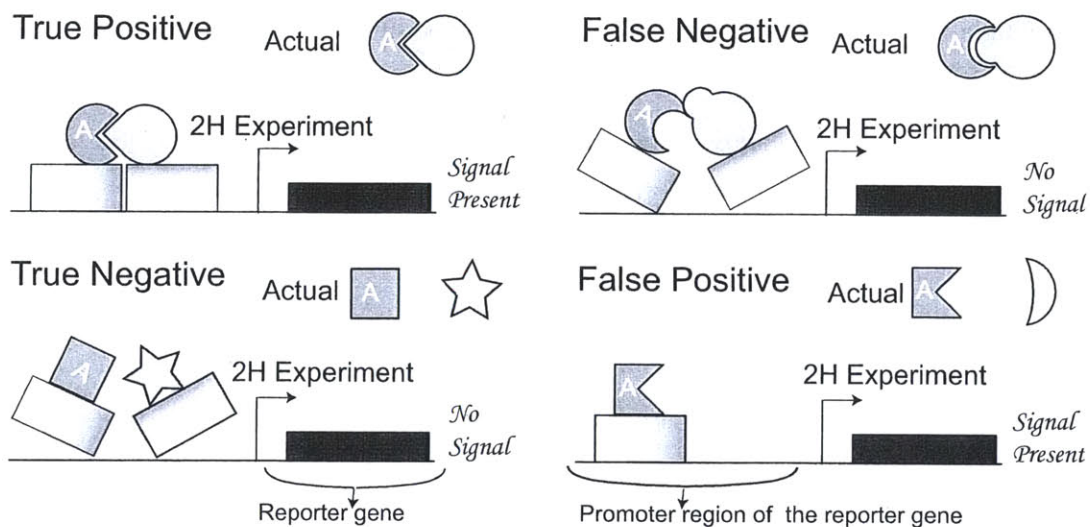 True Positive
Actual
A
A
2H Experiment
Signal
Present
False Negative
Actual
A
A
2H Experiment
No
Signal
True Negative
Actual
A
A
2H Experiment
No
Signal
Reporter gene
False Positive
Actual
A
A
2H Experiment
Signal
Present
Promoter region of the reporter gene